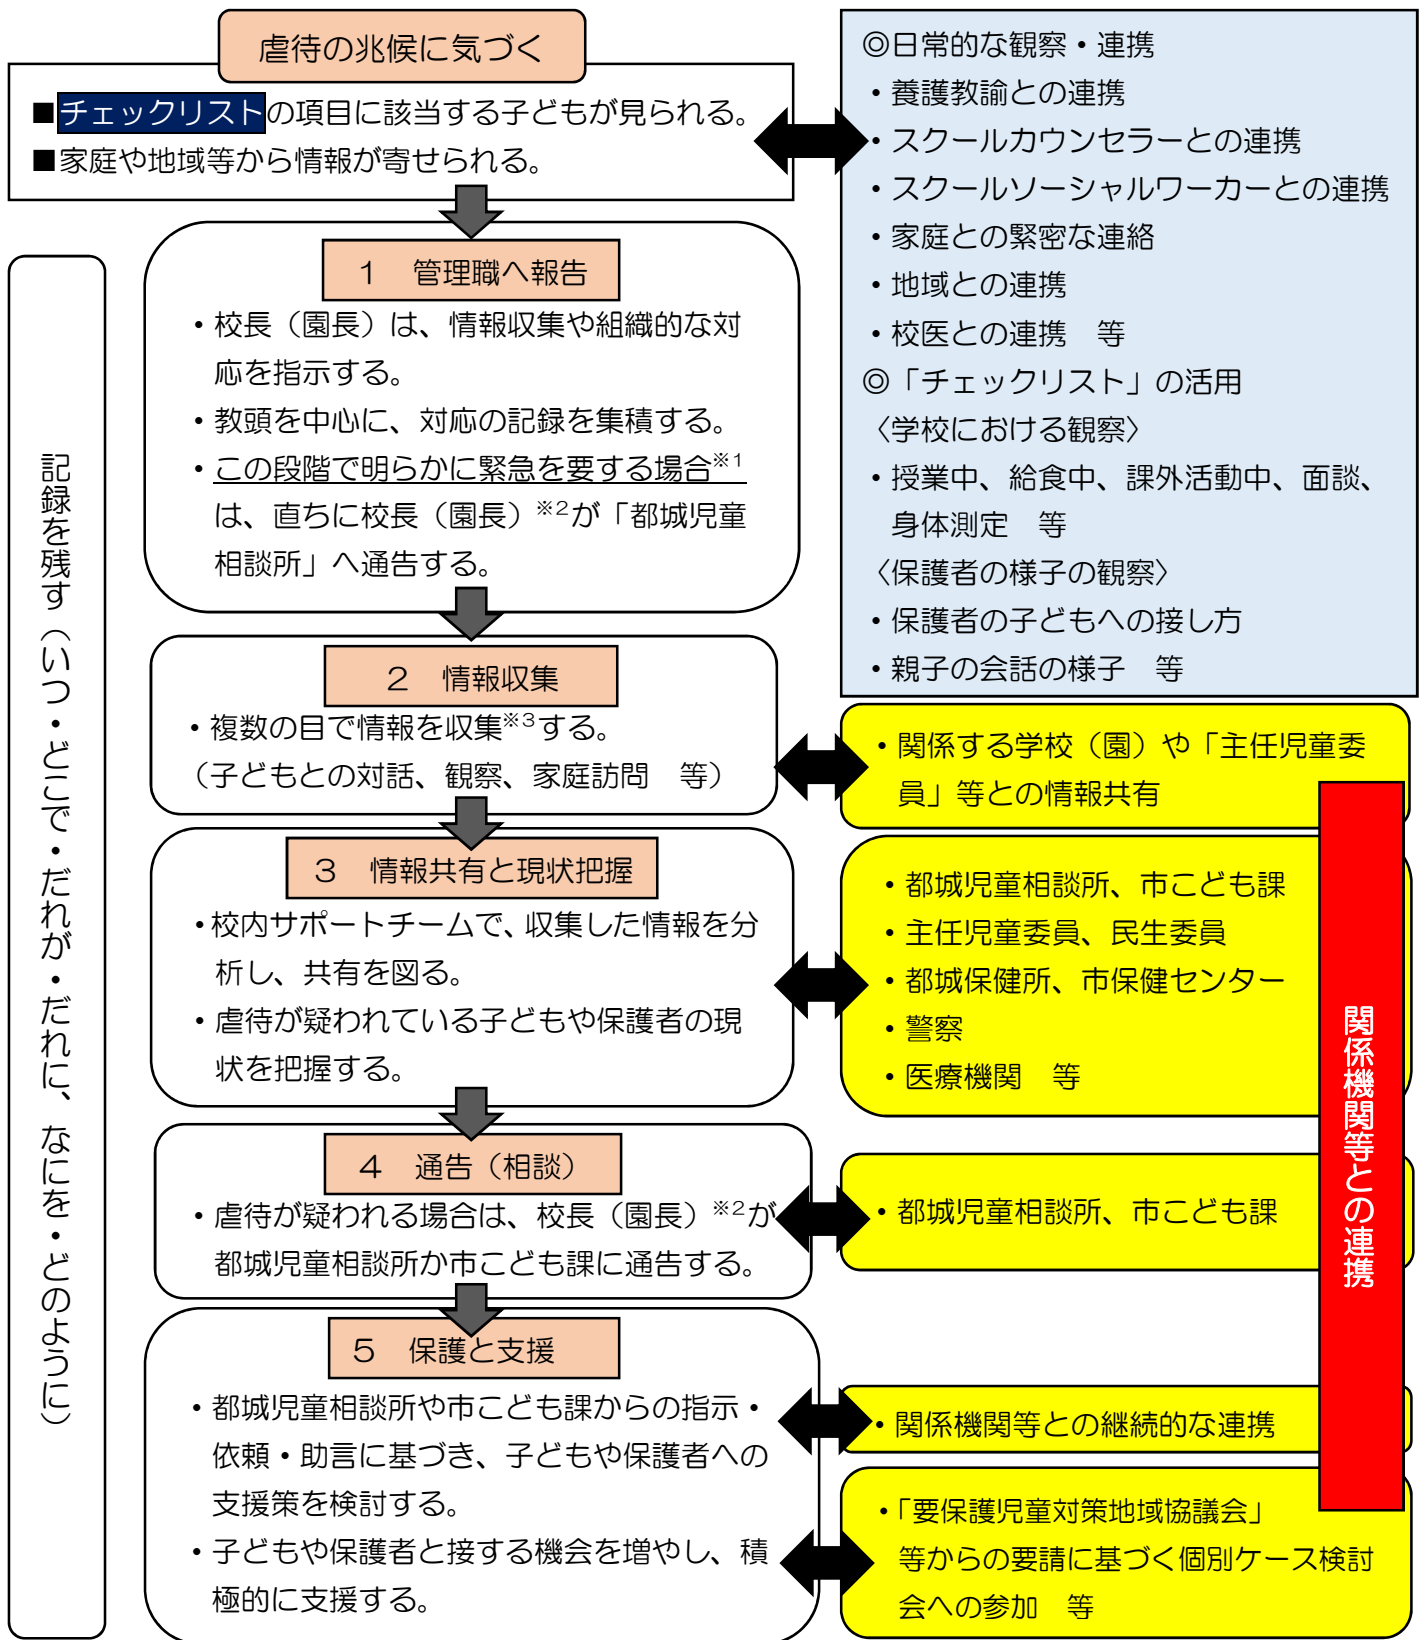 虐待の兆候に気づく
■チェックリストの項目に該当する子どもが見られる。
■家庭や地域等から情報が寄せられる。
◎日常的な観察・連携
・養護教諭との連携
・スクールカウンセラーとの連携
・スクールソーシャルワーカーとの連携
・家庭との緊密な連絡
・地域との連携
・校医との連携　等
◎「チェックリスト」の活用
〈学校における観察〉
・授業中、給食中、課外活動中、面談、
身体測定　等
〈保護者の様子の観察〉
・保護者の子どもへの接し方
・親子の会話の様子　等
記録を残す（いつ・どこで・だれが・だれに、なにを・どのように）
１　管理職へ報告
・校長（園長）は、情報収集や組織的な対
応を指示する。
・教頭を中心に、対応の記録を集積する。
・この段階で明らかに緊急を要する場合※1
は、直ちに校長（園長）※2が「都城児童
相談所」へ通告する。
２　情報収集
・複数の目で情報を収集※3する。
（子どもとの対話、観察、家庭訪問　等）
・関係する学校（園）や「主任児童委
員」等との情報共有
３　情報共有と現状把握
・校内サポートチームで、収集した情報を分
析し、共有を図る。
・虐待が疑われている子どもや保護者の現
状を把握する。
・都城児童相談所、市こども課
・主任児童委員、民生委員
・都城保健所、市保健センター
・警察
・医療機関　等
４　通告（相談）
・虐待が疑われる場合は、校長（園長）※2が
都城児童相談所か市こども課に通告する。
・都城児童相談所、市こども課
５　保護と支援
・都城児童相談所や市こども課からの指示・
依頼・助言に基づき、子どもや保護者への
支援策を検討する。
・子どもや保護者と接する機会を増やし、積
極的に支援する。
・関係機関等との継続的な連携
・「要保護児童対策地域協議会」
等からの要請に基づく個別ケース検討
会への参加　等
関係機関等との連携